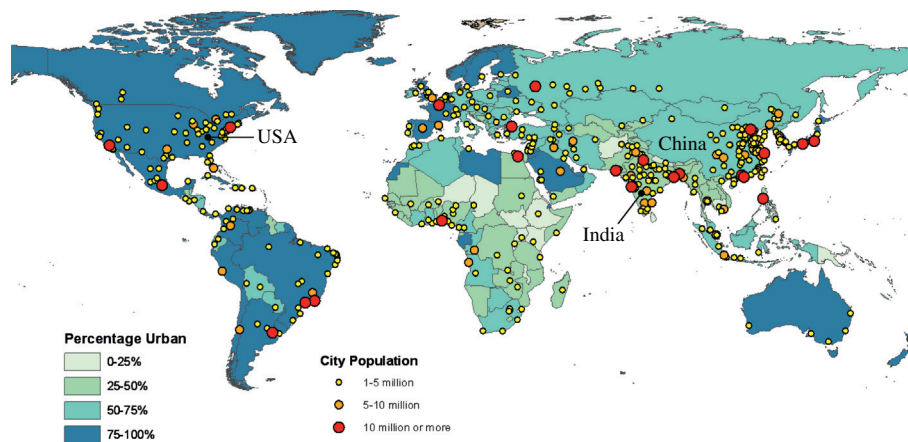 USA
China
India
Percentage Urban
0-25%
25-50%
50-75%
75-100%
City Population
1-5 million
5-10 million
10 million or more